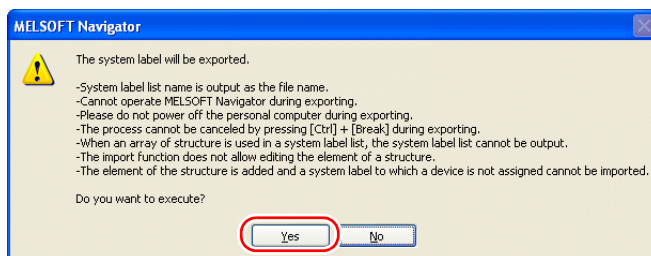 MELSOFT Navigator
The system label will be exported.
-System label list name is output as the file name.
-Cannot operate MELSOFT Navigator during exporting.
-Please do not power off the personal computer during exporting.
-The process cannot be canceled by pressing [Ctrl] + [Break] during exporting.
-When an array of structure is used in a system label list, the system label list cannot be output.
-The import function does not allow editing the element of a structure.
-The element of the structure is added and a system label to which a device is not assigned cannot be imported.
Do you want to execute?
Yes No